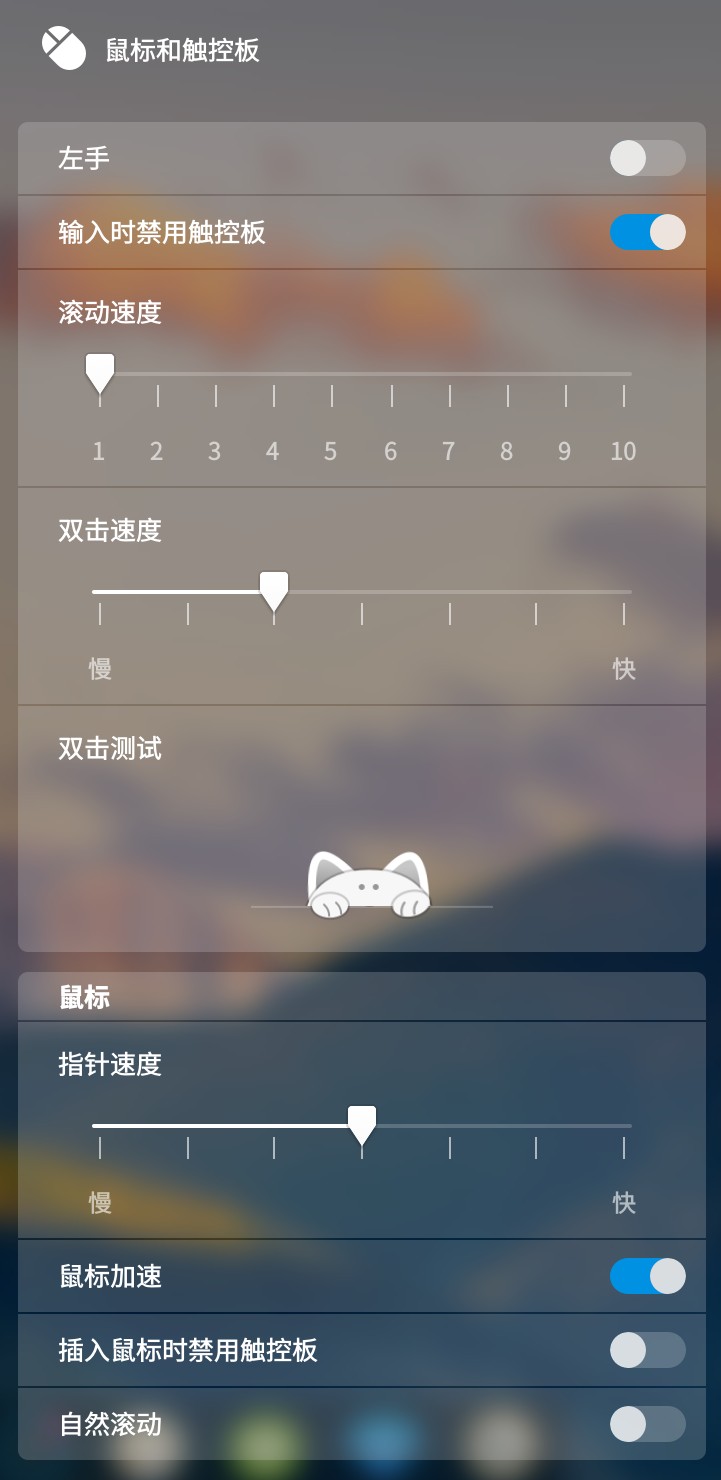 鼠标和触控板
左手
输入时禁用触控板
滚动速度
1 2 3 4 5 6 7 8 9 10
双击速度
慢 快
双击测试
鼠标
指针速度
慢 快
鼠标加速
插入鼠标时禁用触控板
自然滚动